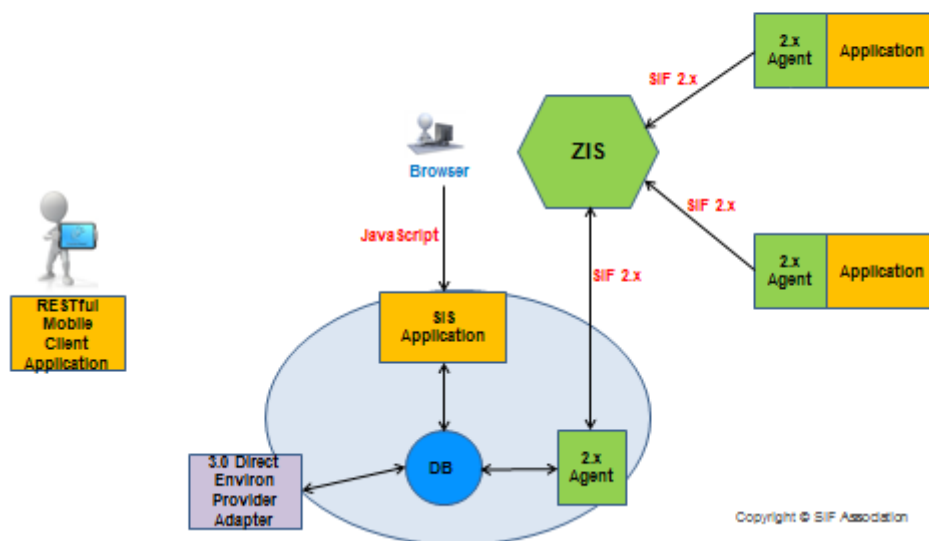 2.x
Agent
Application
SIF 2.x
ZIS
Browser
SIF 2.x
2.x
Agent
Application
JavaScript
SIF 2.x
RESTful
Mobile
Client
Application
SIS
Application
3.0 Direct
Environ
Provider
Adapter
DB
2.x
Agent
Copyright © SIF Association